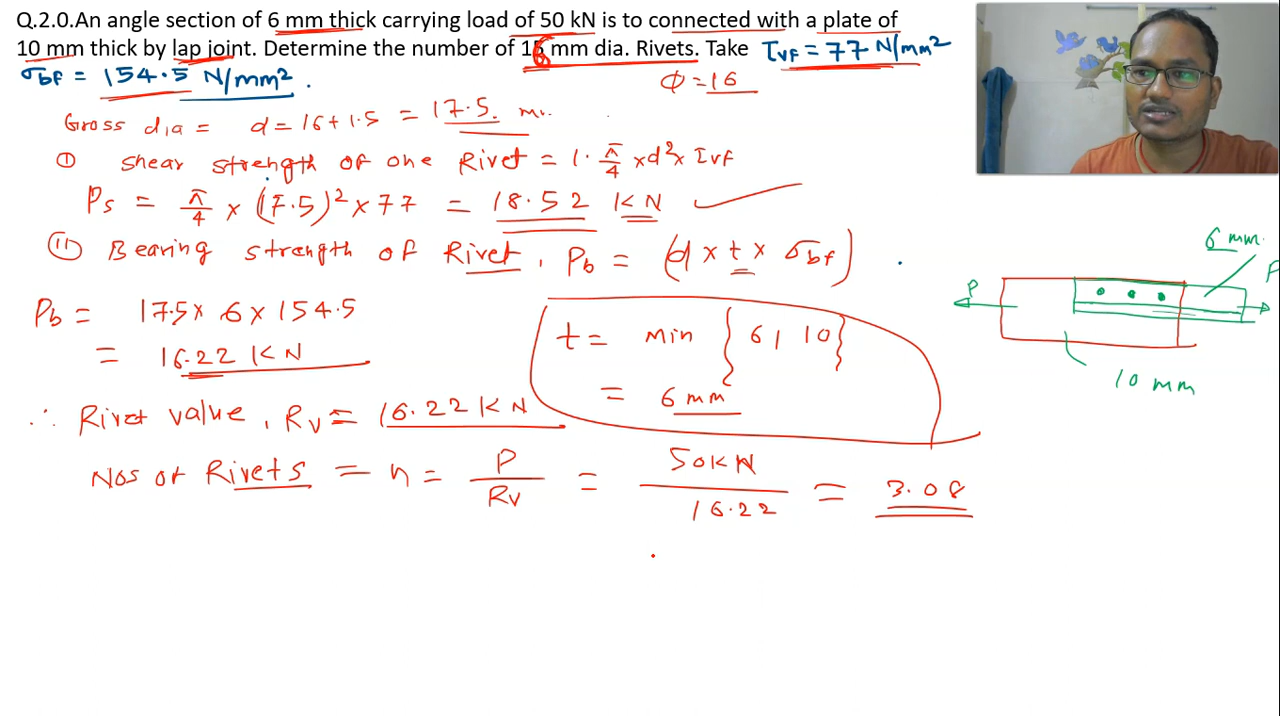 Q.2.0.An angle section of 6 mm thick carrying load of 50 kN is to connected with a plate of
10 mm thick by lap joint. Determine the number of 16 mm dia. Rivets. Take τvf = 77 N/mm²
σbf = 154.5 N/mm².
Φ = 16
Gross dia = d = 16 + 1.5 = 17.5 mm
① Shear strength of one Rivet = 1. π/4 x d² x τvf
Ps = π/4 x (17.5)² x 77 = 18.52 KN
② Bearing strength of Rivet, Pb = (d x t x σbf)
Pb = 17.5 x 6 x 154.5
= 16.22 KN
t = min {6, 10}
= 6 mm
6 mm
P
P
10 mm
∴ Rivet value, Rv = 16.22 KN
Nos of Rivets = n = P/Rv = 50KN/16.22 = 3.08